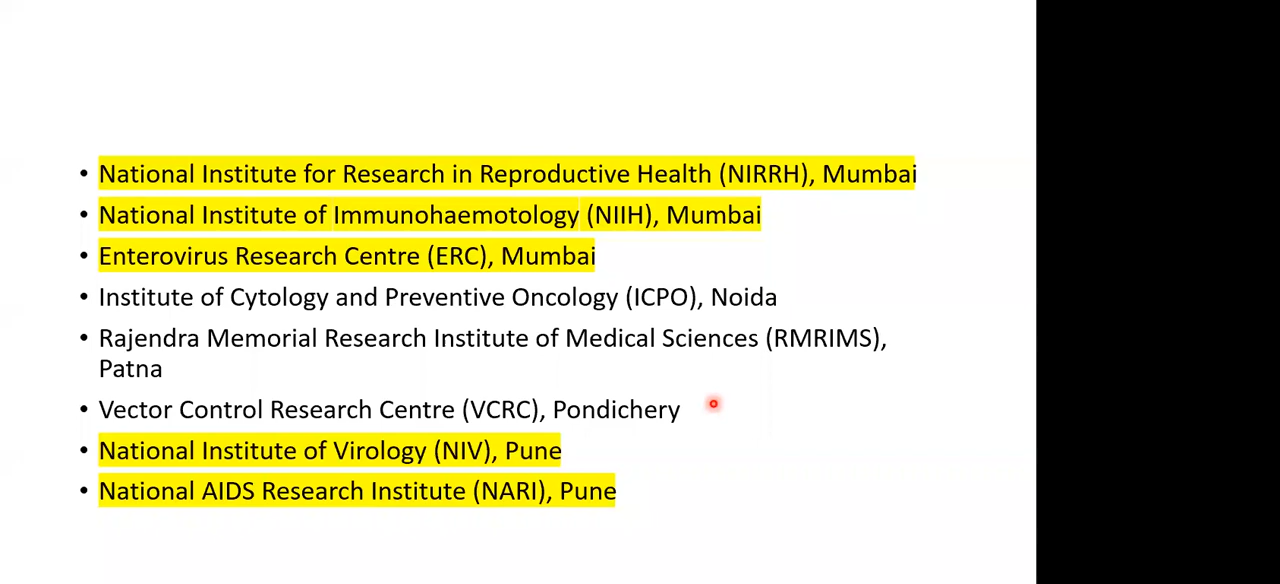 • National Institute for Research in Reproductive Health (NIRRH), Mumbai
• National Institute of Immunohaemotology (NIIH), Mumbai
• Enterovirus Research Centre (ERC), Mumbai
• Institute of Cytology and Preventive Oncology (ICPO), Noida
• Rajendra Memorial Research Institute of Medical Sciences (RMRIMS),
Patna
• Vector Control Research Centre (VCRC), Pondichery
• National Institute of Virology (NIV), Pune
• National AIDS Research Institute (NARI), Pune